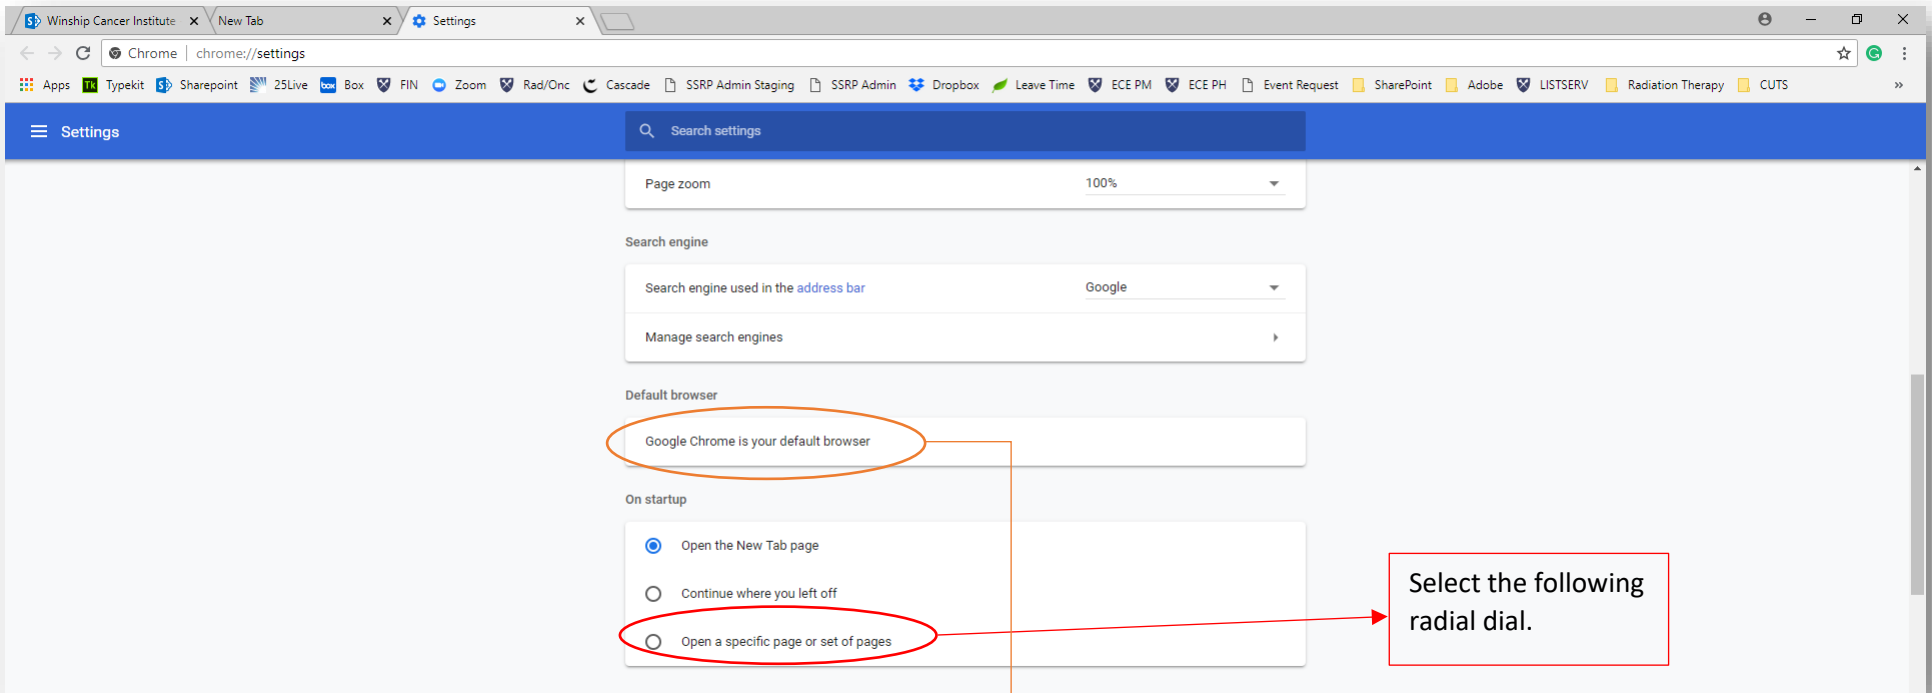 Winship Cancer Institute
New Tab
Settings
Chrome | chrome://settings
Apps Tk Typekit Sharepoint 25Live box Box FIN Zoom Rad/Onc Cascade SSRP Admin Staging SSRP Admin Dropbox Leave Time ECE PM ECE PH Event Request SharePoint Adobe LISTSERV Radiation Therapy CUTS »
Settings
Search settings
Page zoom 100%
Search engine
Search engine used in the address bar Google
Manage search engines
Default browser
Google Chrome is your default browser
On startup
Open the New Tab page
Continue where you left off
Open a specific page or set of pages
Select the following
radial dial.